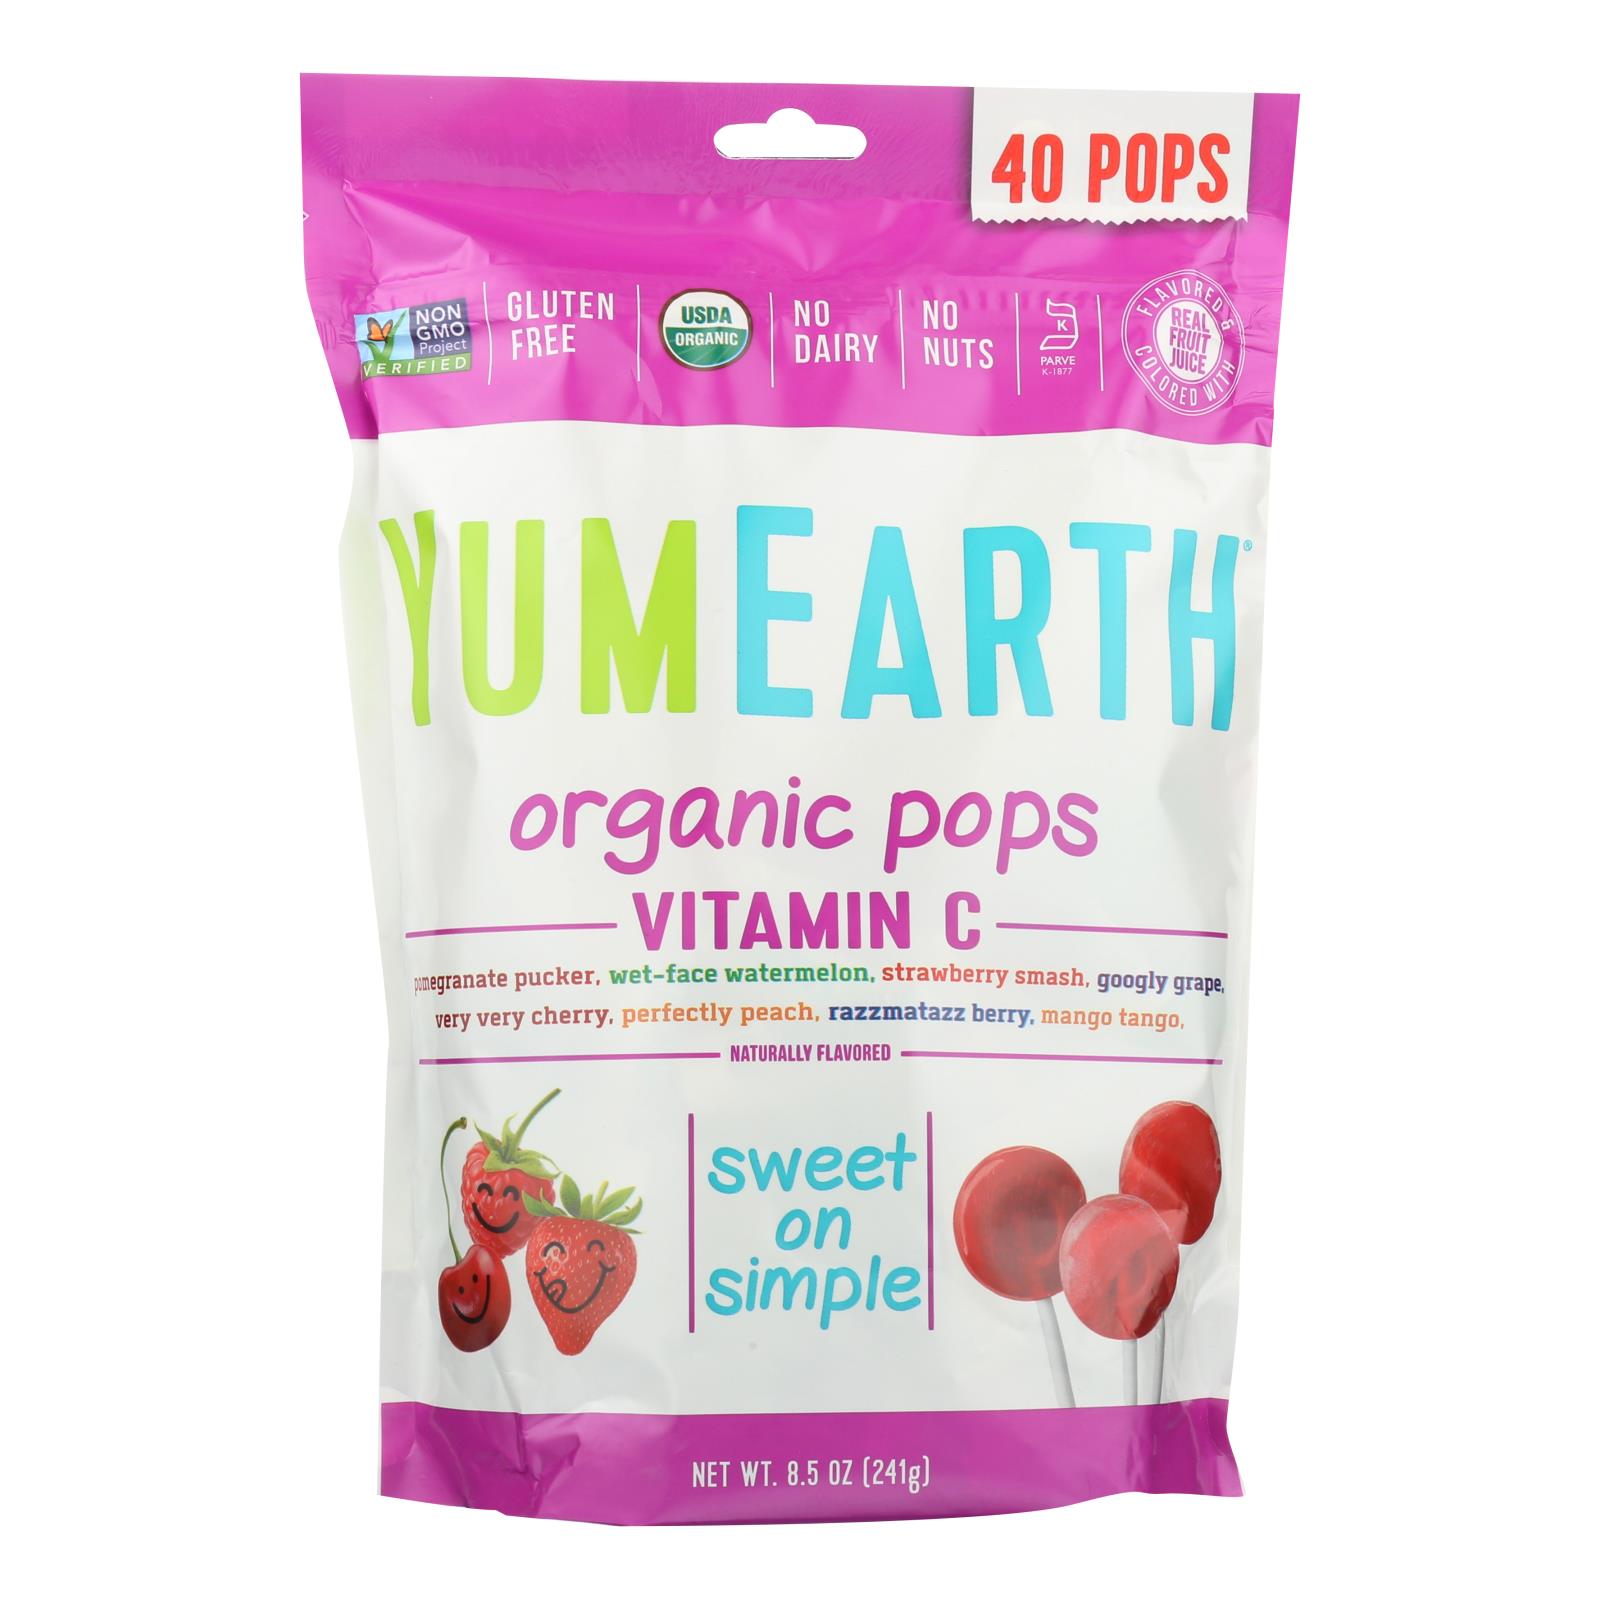 40 POPS
NON
GMO
Project
VERIFIED
GLUTEN
FREE
USDA
ORGANIC
NO
DAIRY
NO
NUTS
K
PARVE
K-1877
FLAVORED &
COLORED WITH
REAL
FRUIT
JUICE
YUMEARTH®
organic pops
VITAMIN C
pomegranate pucker, wet-face watermelon, strawberry smash, googly grape,
very very cherry, perfectly peach, razzmatazz berry, mango tango,
NATURALLY FLAVORED
sweet
on
simple
NET WT. 8.5 OZ (241g)